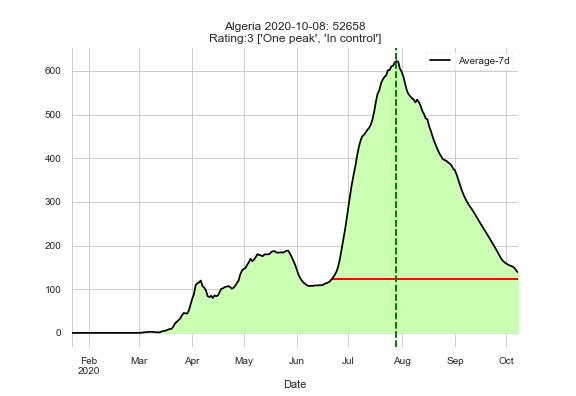 Algeria 2020-10-08: 52658
Rating:3 ['One peak', 'In control']
Average-7d
600
500
400
300
200
100
0
Feb
2020
Mar
Apr
May
Jun
Jul
Aug
Sep
Oct
Date